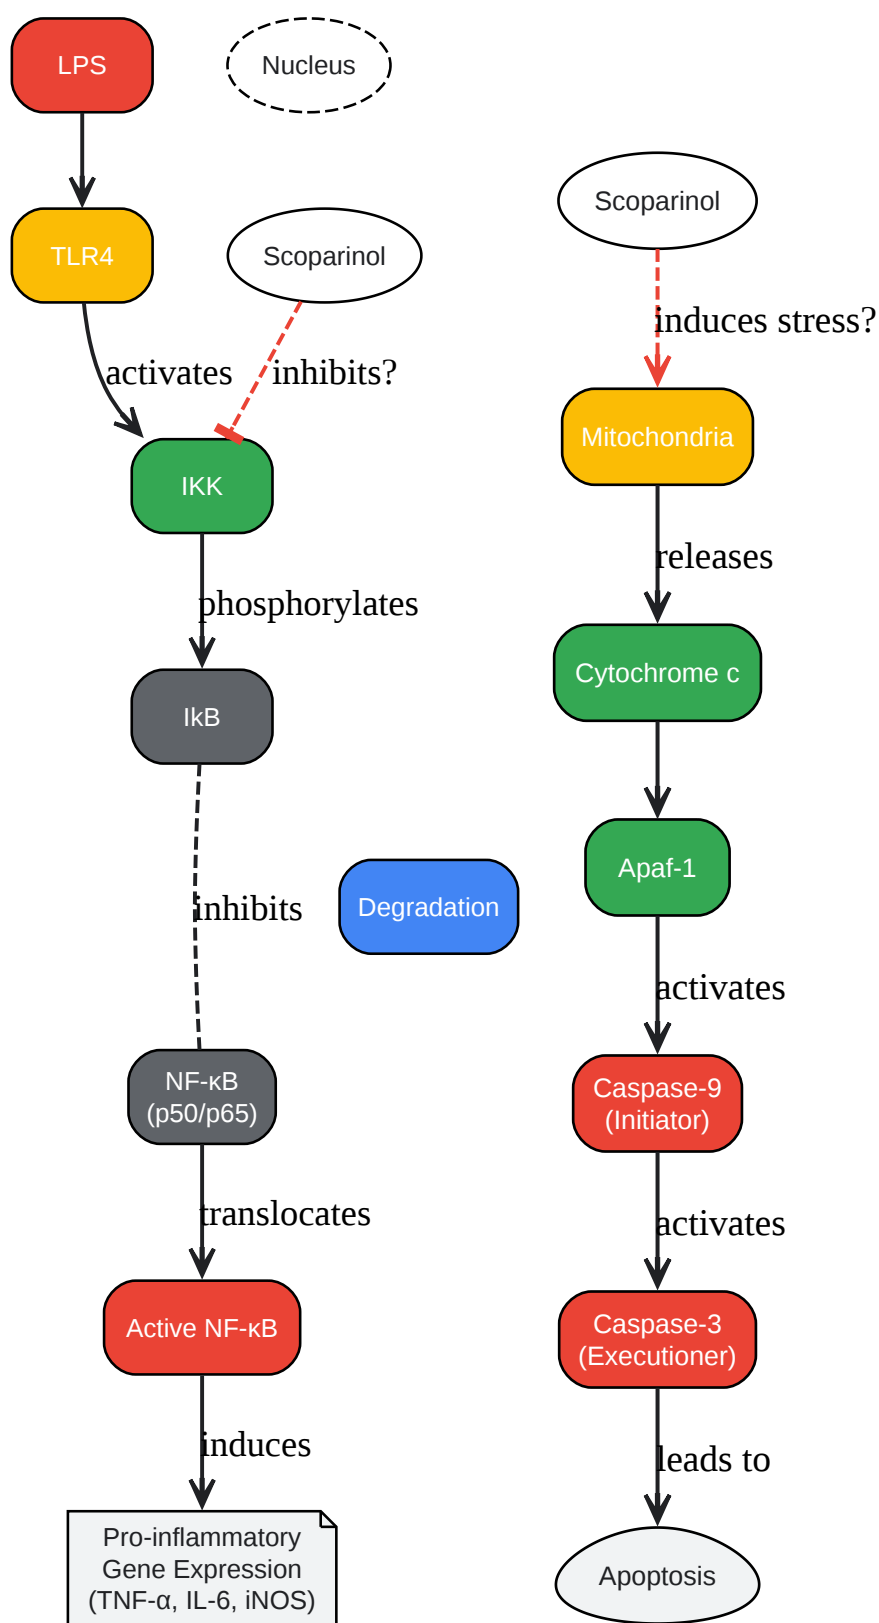 LPS
Nucleus
TLR4
Scoparinol
activates
inhibits?
IKK
phosphorylates
IkB
inhibits
Degradation
NF-κB
(p50/p65)
translocates
Active NF-κB
induces
Pro-inflammatory
Gene Expression
(TNF-α, IL-6, iNOS)
Scoparinol
induces stress?
Mitochondria
releases
Cytochrome c
Apaf-1
activates
Caspase-9
(Initiator)
activates
Caspase-3
(Executioner)
leads to
Apoptosis